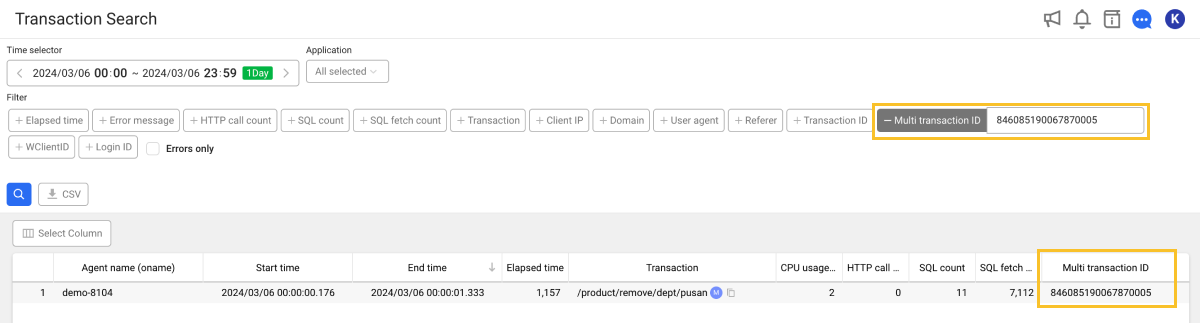 Transaction Search
K
Time selector
Application
2024/03/06 00:00 ~ 2024/03/06 23:59 1Day
All selected
Filter
+ Elapsed time + Error message + HTTP call count + SQL count + SQL fetch count + Transaction + Client IP + Domain + User agent + Referer + Transaction ID − Multi transaction ID 846085190067870005
+ WClientID + Login ID Errors only
CSV
Select Column
Agent name (oname) Start time End time ↓ Elapsed time Transaction CPU usage... HTTP call ... SQL count SQL fetch ... Multi transaction ID
1 demo-8104 2024/03/06 00:00:00.176 2024/03/06 00:00:01.333 1,157 /product/remove/dept/pusan M 2 0 11 7,112 846085190067870005